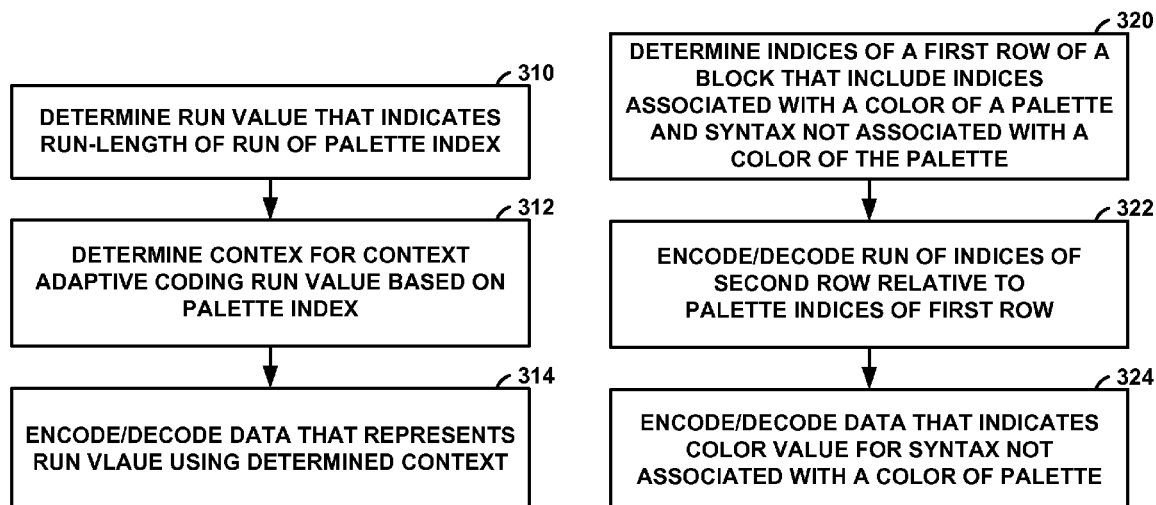 310
DETERMINE RUN VALUE THAT INDICATES
RUN-LENGTH OF RUN OF PALETTE INDEX
312
DETERMINE CONTEX FOR CONTEXT
ADAPTIVE CODING RUN VALUE BASED ON
PALETTE INDEX
314
ENCODE/DECODE DATA THAT REPRESENTS
RUN VLAUE USING DETERMINED CONTEXT
320
DETERMINE INDICES OF A FIRST ROW OF A
BLOCK THAT INCLUDE INDICES
ASSOCIATED WITH A COLOR OF A PALETTE
AND SYNTAX NOT ASSOCIATED WITH A
COLOR OF THE PALETTE
322
ENCODE/DECODE RUN OF INDICES OF
SECOND ROW RELATIVE TO
PALETTE INDICES OF FIRST ROW
324
ENCODE/DECODE DATA THAT INDICATES
COLOR VALUE FOR SYNTAX NOT
ASSOCIATED WITH A COLOR OF PALETTE